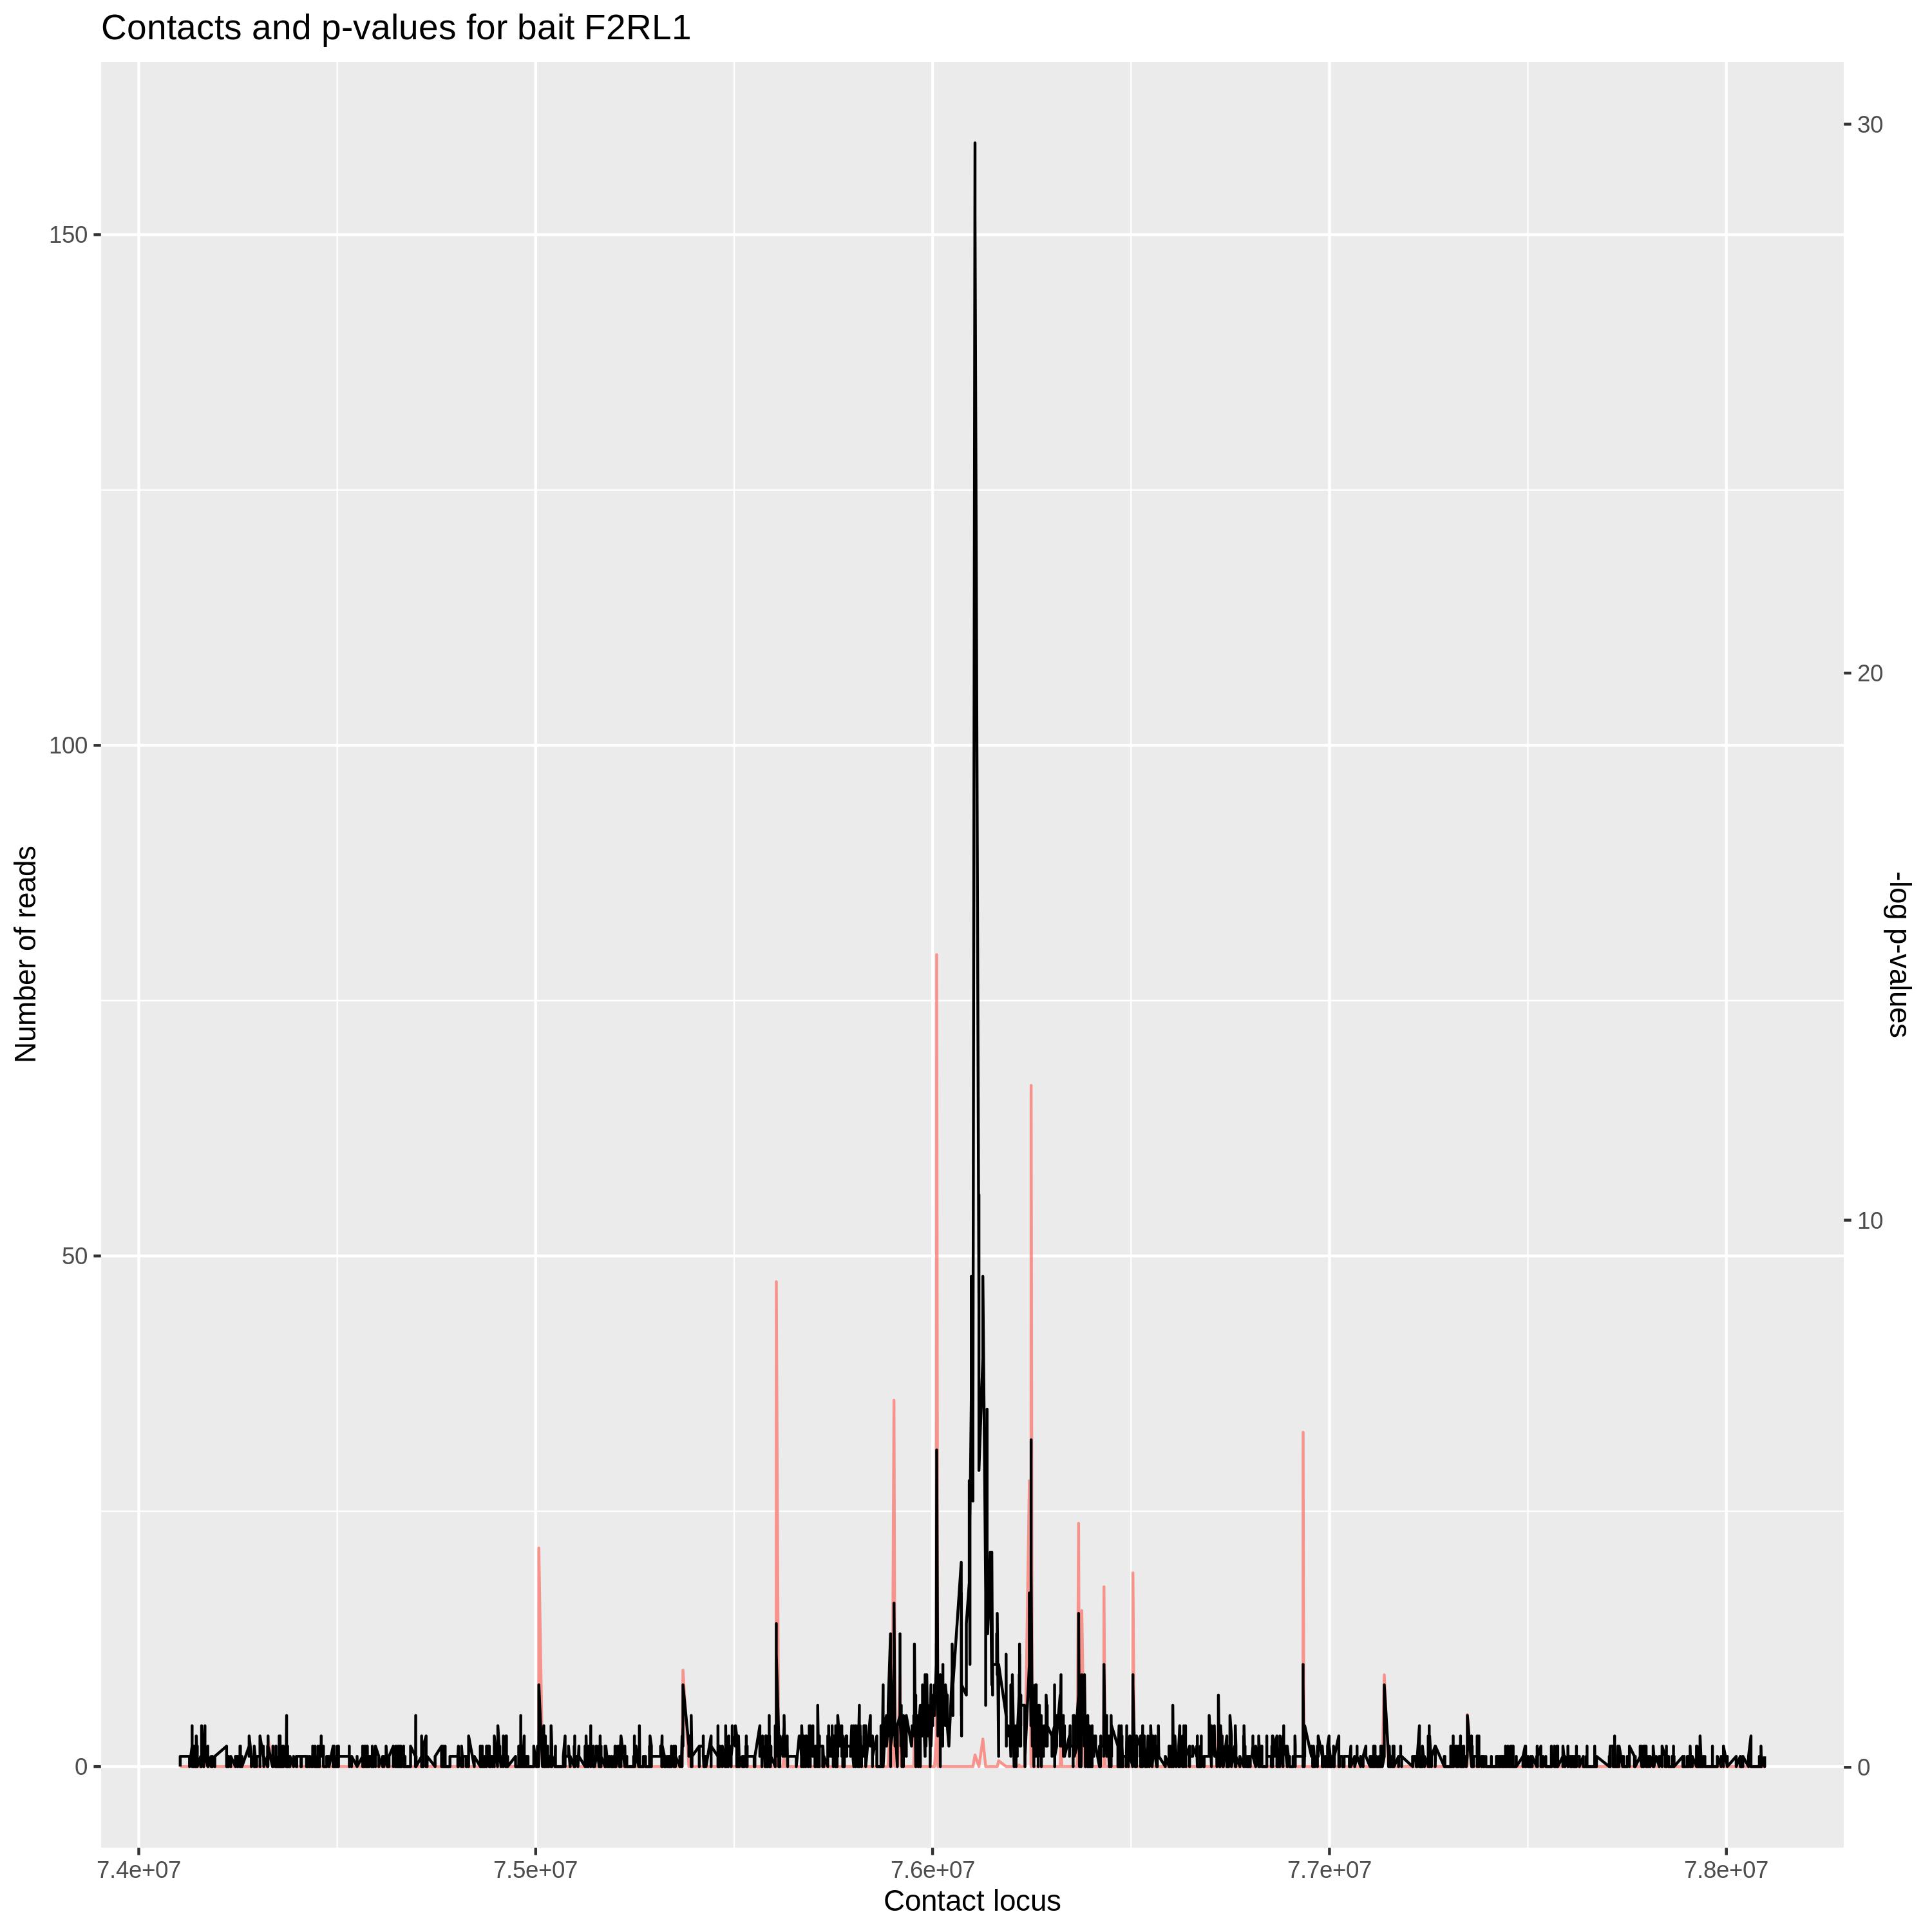 Contacts and p-values for bait F2RL1
150
100
50
0
30
20
10
0
Number of reads
-log p-values
7.4e+07 7.5e+07 7.6e+07 7.7e+07 7.8e+07
Contact locus